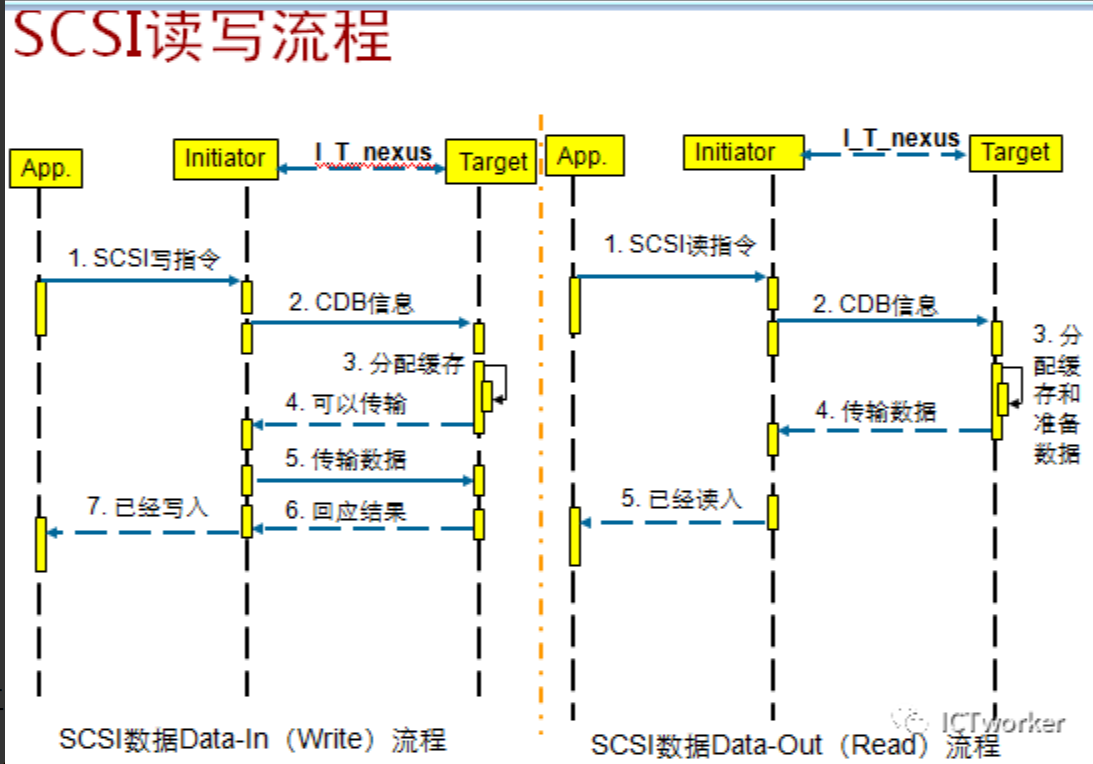 SCSI读写流程
App.
Initiator
I_T_nexus
Target
1. SCSI写指令
2. CDB信息
3. 分配缓存
4. 可以传输
5. 传输数据
6. 回应结果
7. 已经写入
SCSI数据Data-In（Write）流程
App.
Initiator
I_T_nexus
Target
1. SCSI读指令
2. CDB信息
3. 分
配缓
存和
准备
数据
4. 传输数据
5. 已经读入
SCSI数据Data-Out（Read）流程
ICTworker